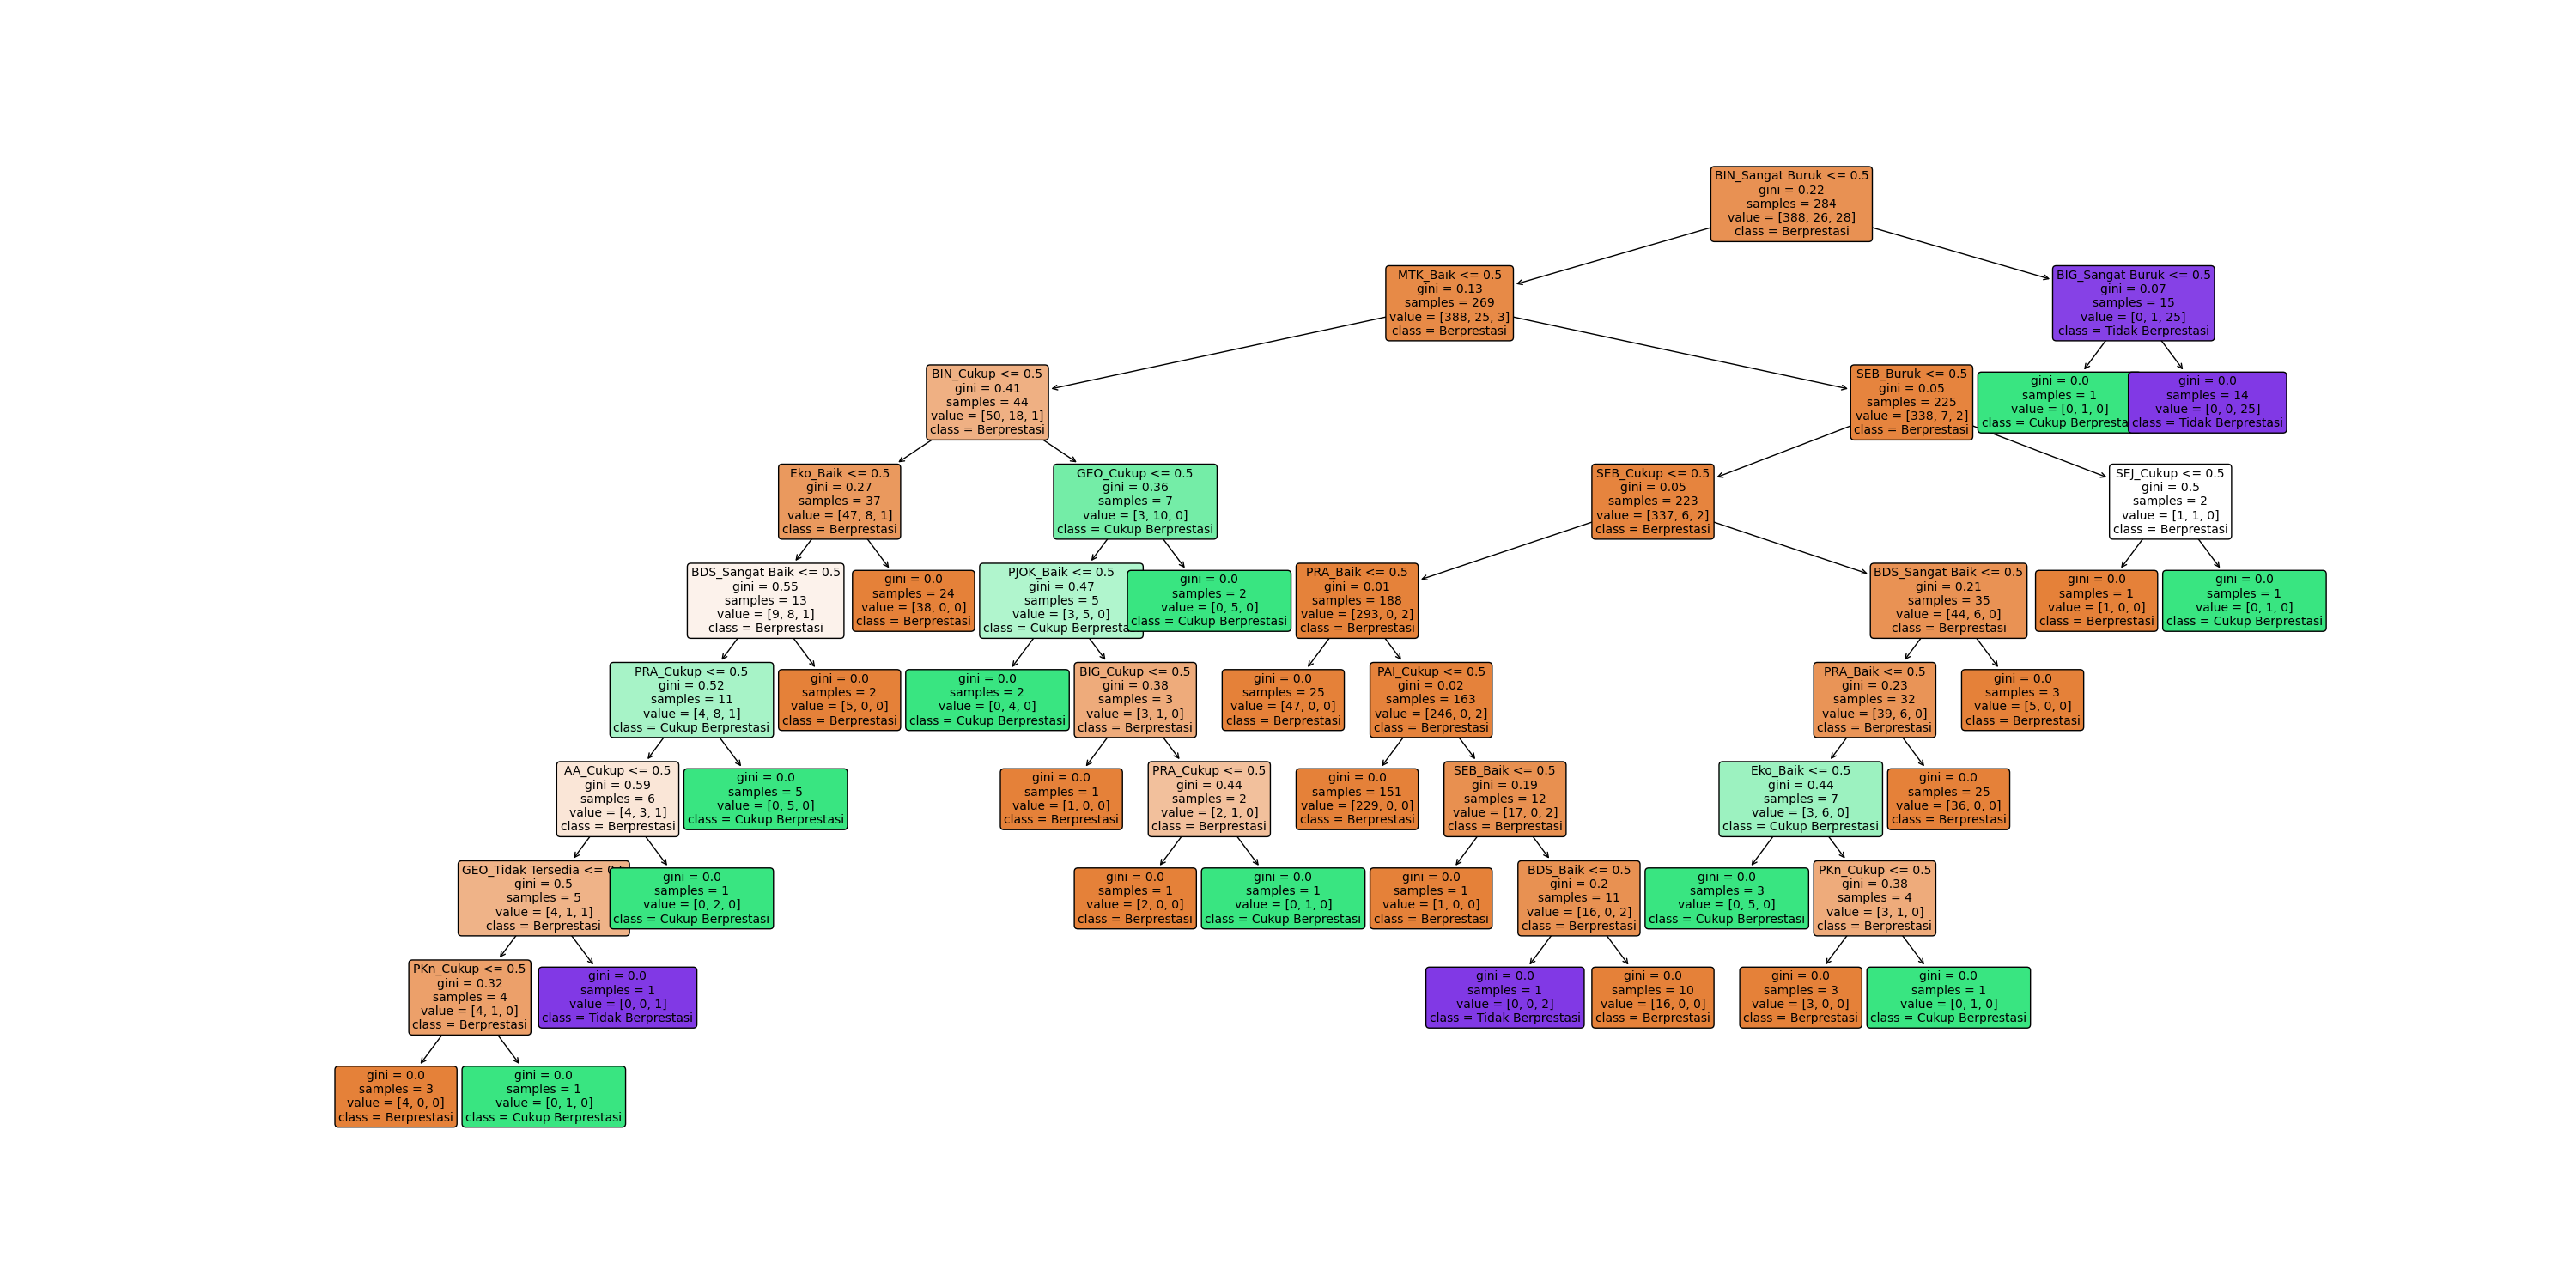 BIN_Sangat Buruk <= 0.5
gini = 0.22
samples = 284
value = [388, 26, 28]
class = Berprestasi
MTK_Baik <= 0.5
gini = 0.13
samples = 269
value = [388, 25, 3]
class = Berprestasi
BIG_Sangat Buruk <= 0.5
gini = 0.07
samples = 15
value = [0, 1, 25]
class = Tidak Berprestasi
BIN_Cukup <= 0.5
gini = 0.41
samples = 44
value = [50, 18, 1]
class = Berprestasi
SEB_Buruk <= 0.5
gini = 0.05
samples = 225
value = [338, 7, 2]
class = Berprestasi
gini = 0.0
samples = 1
value = [0, 1, 0]
class = Cukup Berpresta
gini = 0.0
samples = 14
value = [0, 0, 25]
class = Tidak Berprestasi
Eko_Baik <= 0.5
gini = 0.27
samples = 37
value = [47, 8, 1]
class = Berprestasi
GEO_Cukup <= 0.5
gini = 0.36
samples = 7
value = [3, 10, 0]
class = Cukup Berprestasi
SEB_Cukup <= 0.5
gini = 0.05
samples = 223
value = [337, 6, 2]
class = Berprestasi
SEJ_Cukup <= 0.5
gini = 0.5
samples = 2
value = [1, 1, 0]
class = Berprestasi
BDS_Sangat Baik <= 0.5
gini = 0.55
samples = 13
value = [9, 8, 1]
class = Berprestasi
gini = 0.0
samples = 24
value = [38, 0, 0]
class = Berprestasi
PJOK_Baik <= 0.5
gini = 0.47
samples = 5
value = [3, 5, 0]
class = Cukup Berpresta
gini = 0.0
samples = 2
value = [0, 5, 0]
class = Cukup Berprestasi
PRA_Baik <= 0.5
gini = 0.01
samples = 188
value = [293, 0, 2]
class = Berprestasi
BDS_Sangat Baik <= 0.5
gini = 0.21
samples = 35
value = [44, 6, 0]
class = Berprestasi
gini = 0.0
samples = 1
value = [1, 0, 0]
class = Berprestasi
gini = 0.0
samples = 1
value = [0, 1, 0]
class = Cukup Berprestasi
PRA_Cukup <= 0.5
gini = 0.52
samples = 11
value = [4, 8, 1]
class = Cukup Berprestasi
gini = 0.0
samples = 2
value = [5, 0, 0]
class = Berprestasi
gini = 0.0
samples = 2
value = [0, 4, 0]
class = Cukup Berprestasi
BIG_Cukup <= 0.5
gini = 0.38
samples = 3
value = [3, 1, 0]
class = Berprestasi
gini = 0.0
samples = 25
value = [47, 0, 0]
class = Berprestasi
PAI_Cukup <= 0.5
gini = 0.02
samples = 163
value = [246, 0, 2]
class = Berprestasi
PRA_Baik <= 0.5
gini = 0.23
samples = 32
value = [39, 6, 0]
class = Berprestasi
gini = 0.0
samples = 3
value = [5, 0, 0]
class = Berprestasi
AA_Cukup <= 0.5
gini = 0.59
samples = 6
value = [4, 3, 1]
class = Berprestasi
gini = 0.0
samples = 5
value = [0, 5, 0]
class = Cukup Berprestasi
gini = 0.0
samples = 1
value = [1, 0, 0]
class = Berprestasi
PRA_Cukup <= 0.5
gini = 0.44
samples = 2
value = [2, 1, 0]
class = Berprestasi
gini = 0.0
samples = 151
value = [229, 0, 0]
class = Berprestasi
SEB_Baik <= 0.5
gini = 0.19
samples = 12
value = [17, 0, 2]
class = Berprestasi
Eko_Baik <= 0.5
gini = 0.44
samples = 7
value = [3, 6, 0]
class = Cukup Berprestasi
gini = 0.0
samples = 25
value = [36, 0, 0]
class = Berprestasi
GEO_Tidak Tersedia <=
gini = 0.5
samples = 5
value = [4, 1, 1]
class = Berprestasi
gini = 0.0
samples = 1
value = [0, 2, 0]
class = Cukup Berprestasi
gini = 0.0
samples = 1
value = [2, 0, 0]
class = Berprestasi
gini = 0.0
samples = 1
value = [0, 1, 0]
class = Cukup Berprestasi
gini = 0.0
samples = 1
value = [1, 0, 0]
class = Berprestasi
BDS_Baik <= 0.5
gini = 0.2
samples = 11
value = [16, 0, 2]
class = Berprestasi
gini = 0.0
samples = 3
value = [0, 5, 0]
class = Cukup Berprestasi
PKn_Cukup <= 0.5
gini = 0.38
samples = 4
value = [3, 1, 0]
class = Berprestasi
PKn_Cukup <= 0.5
gini = 0.32
samples = 4
value = [4, 1, 0]
class = Berprestasi
gini = 0.0
samples = 1
value = [0, 0, 1]
class = Tidak Berprestasi
gini = 0.0
samples = 1
value = [0, 0, 2]
class = Tidak Berprestasi
gini = 0.0
samples = 10
value = [16, 0, 0]
class = Berprestasi
gini = 0.0
samples = 3
value = [3, 0, 0]
class = Berprestasi
gini = 0.0
samples = 1
value = [0, 1, 0]
class = Cukup Berprestasi
gini = 0.0
samples = 3
value = [4, 0, 0]
class = Berprestasi
gini = 0.0
samples = 1
value = [0, 1, 0]
class = Cukup Berprestasi